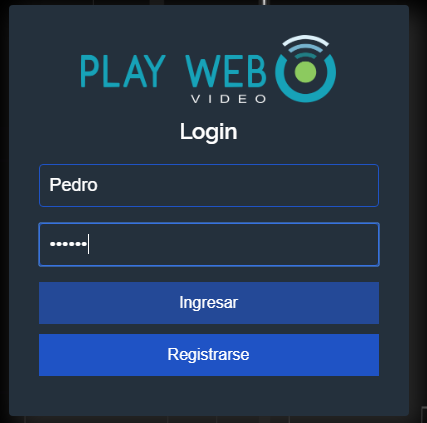 PLAY WEB
VIDEO
Login
Pedro
••••••
Ingresar
Registrarse